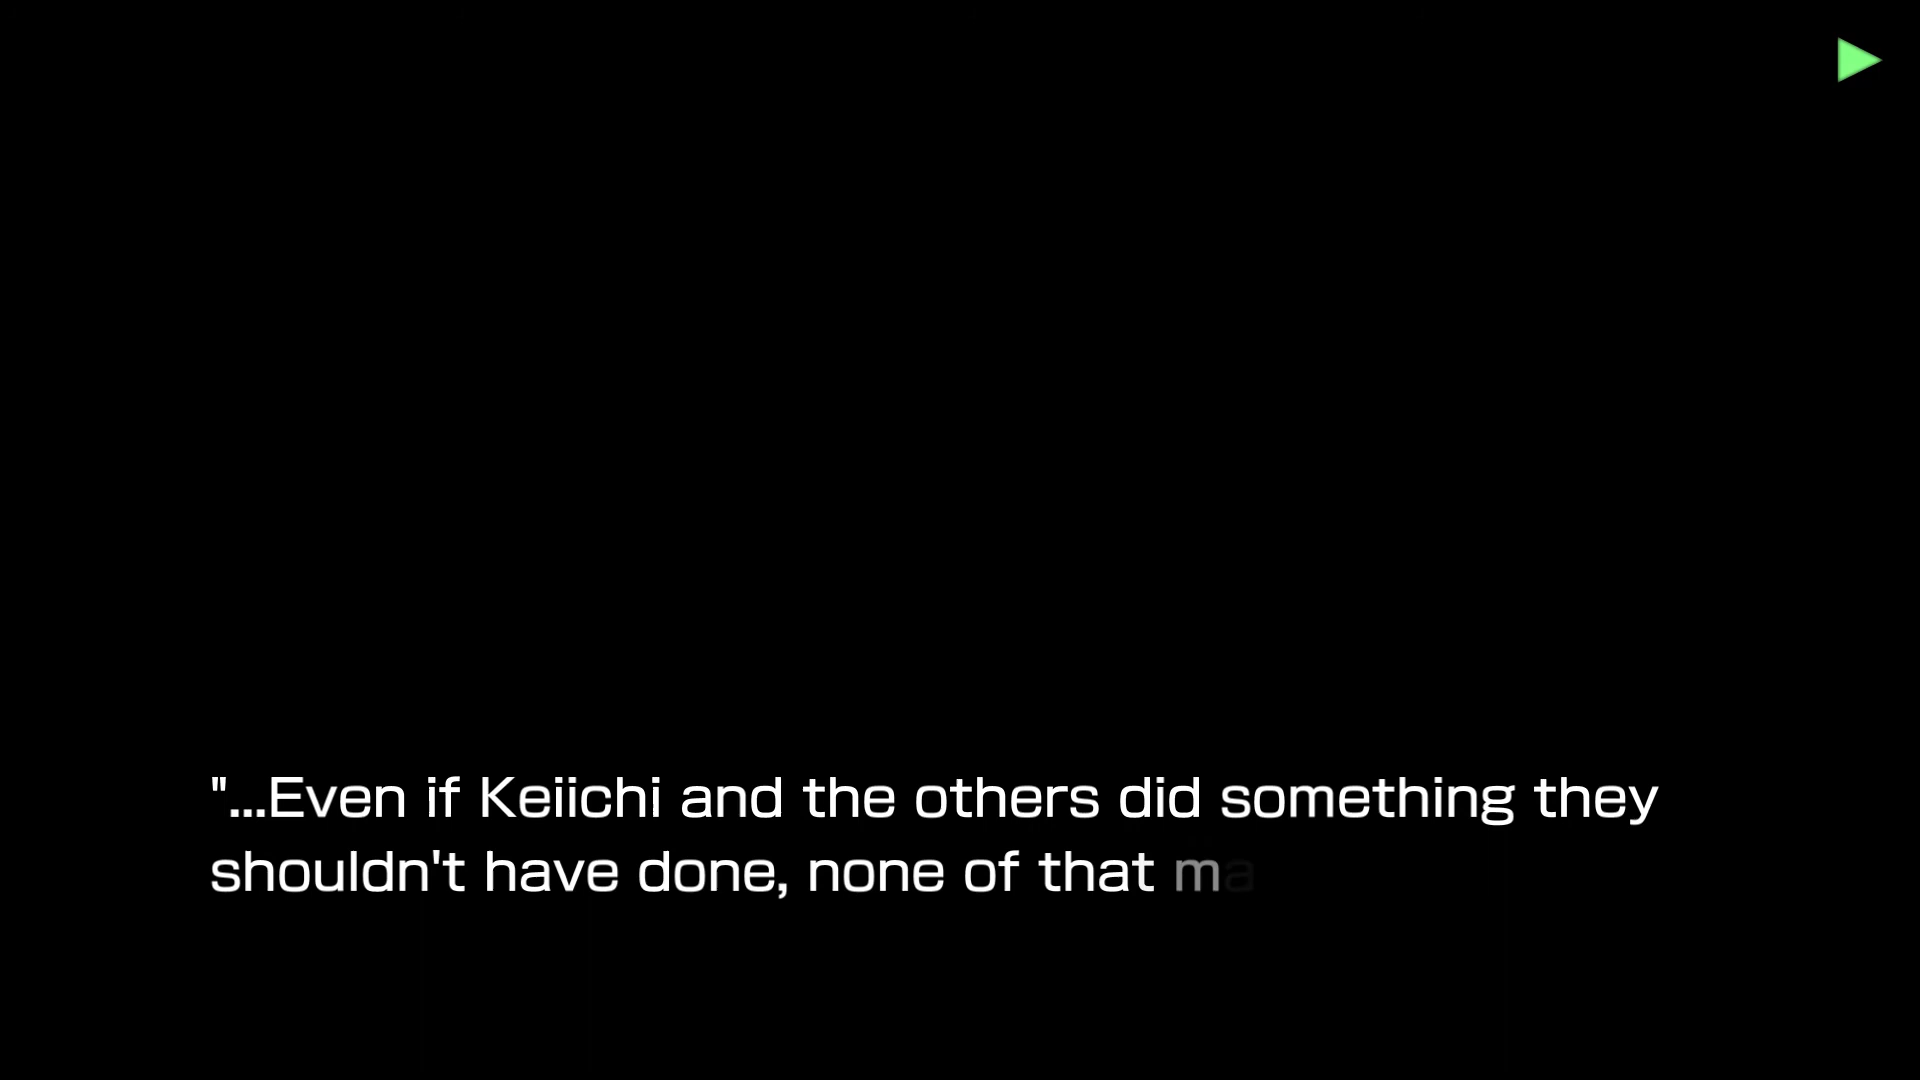 "...Even if Keiichi and the others did something they
shouldn't have done, none of that ma